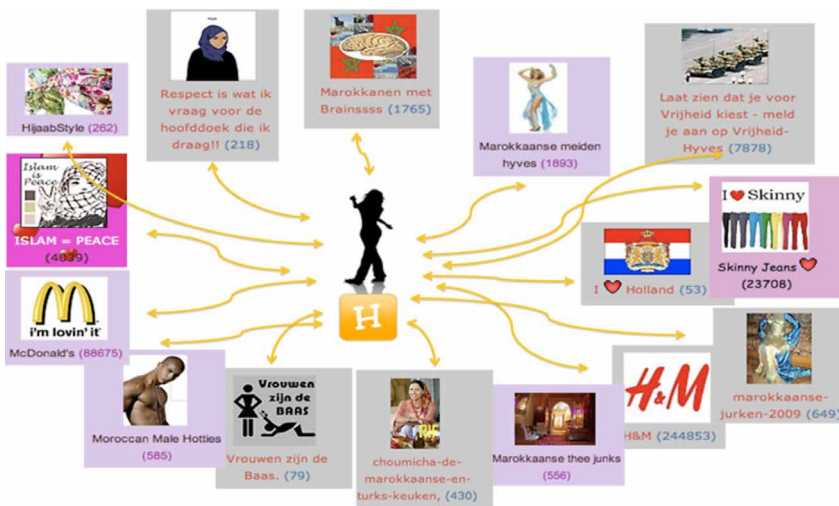 HijaabStyle (262)
Respect is wat ik
vraag voor de
hoofddoek die ik
draag!! (218)
Marokkanen met
Brainssss (1765)
Marokkaanse meiden
hyves (1893)
Laat zien dat je voor
Vrijheid kiest - meld
je aan op Vrijheid-
Hyves (7878)
Islam
is
Peace
ISLAM = PEACE
(4839)
I ❤ Skinny
Skinny Jeans ❤
(23708)
I ❤ Holland (53)
i'm lovin' it
McDonald's (88675)
H
Moroccan Male Hotties
(585)
Vrouwen
zijn de
BAAS
Vrouwen zijn de
Baas. (79)
choumicha-de-
marokkaanse-en-
turks-keuken, (430)
Marokkaanse thee junks
(556)
H&M
H&M (244853)
marokkaanse-
jurken-2009 (649)